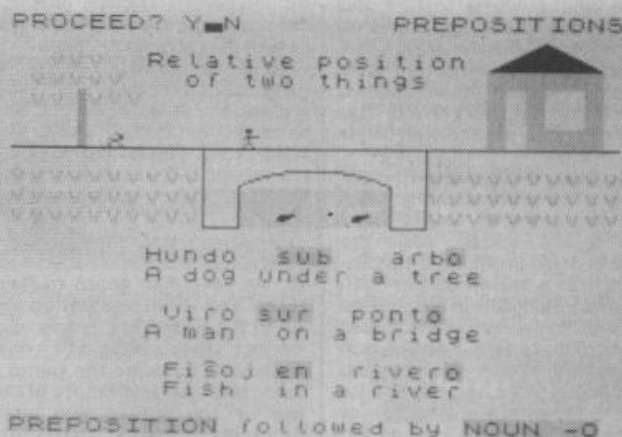 PROCEED? Y▄N PREPOSITIONS
Relative position
of two things
Hundo sub arbo
A dog under a tree
Viro sur ponto
A man on a bridge
Fiŝoj en rivero
Fish in a river
PREPOSITION followed by NOUN -O